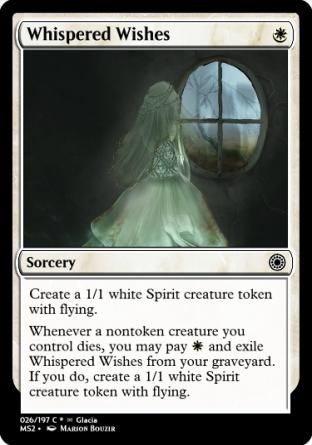 Whispered Wishes
Sorcery
Create a 1/1 white Spirit creature token
with flying.
Whenever a nontoken creature you
control dies, you may pay and exile
Whispered Wishes from your graveyard.
If you do, create a 1/1 white Spirit
creature token with flying.
026/197 C * Glacia
MS2 • Marion Bouzir